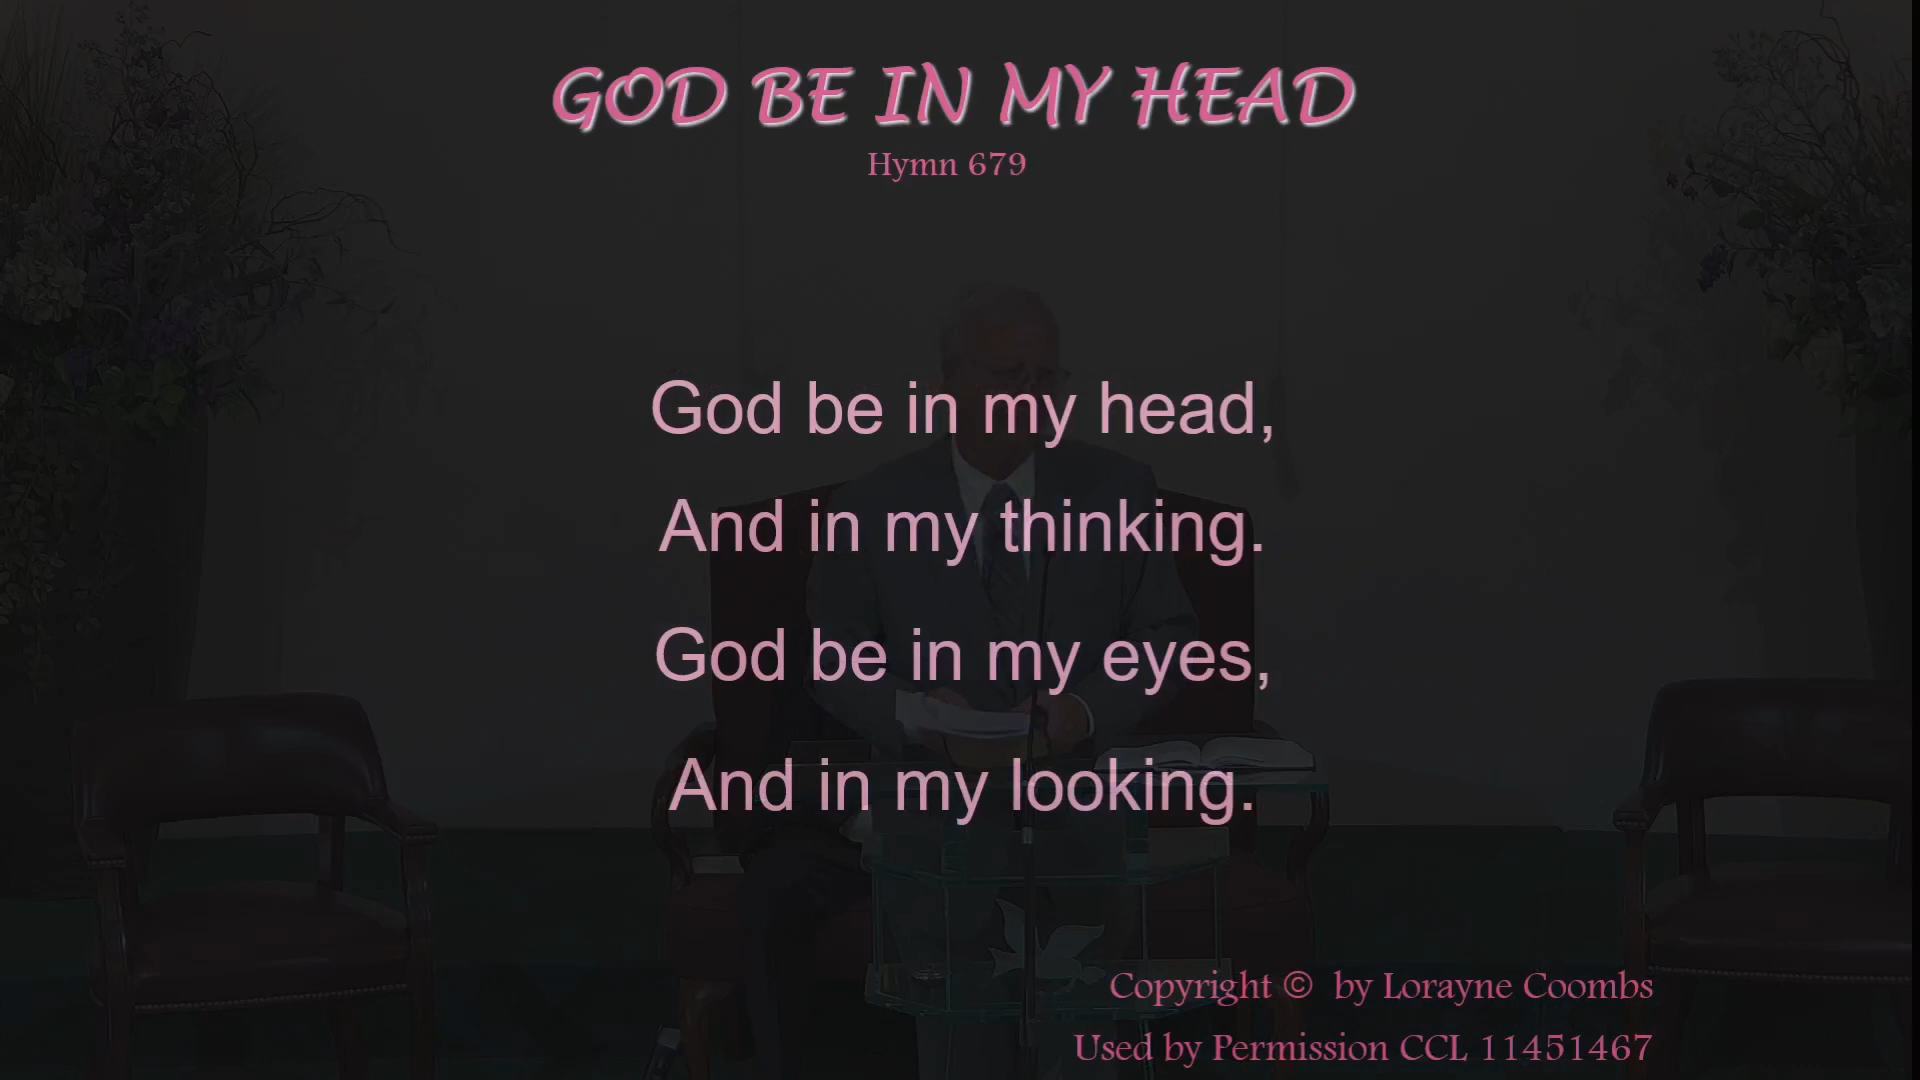 GOD BE IN MY HEAD
Hymn 679
God be in my head,
And in my thinking.
God be in my eyes,
And in my looking.
Copyright © by Lorayne Coombs
Used by Permission CCL 11451467